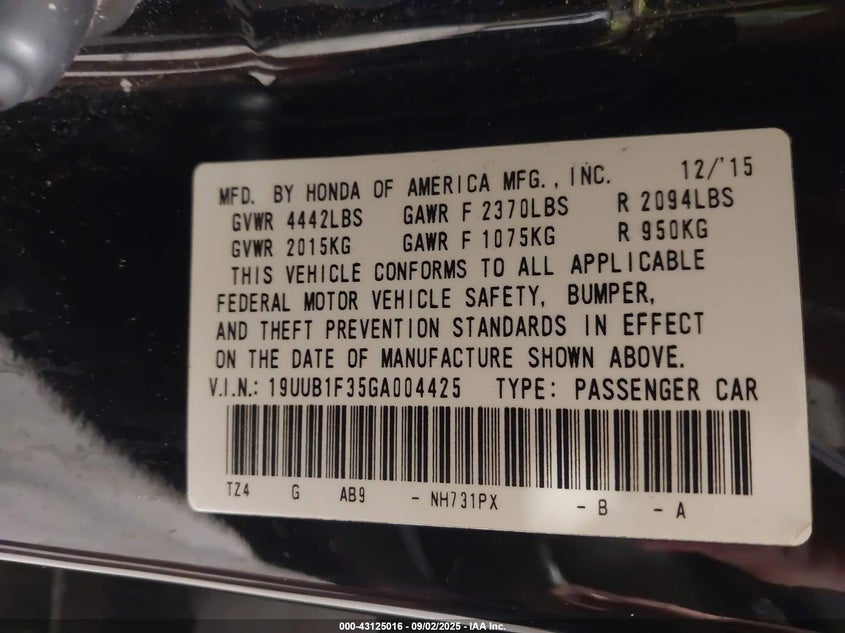 MFD. BY HONDA OF AMERICA MFG., INC. 12/'15
GVWR 4442LBS GAWR F 2370LBS R 2094LBS
GVWR 2015KG GAWR F 1075KG R 950KG
THIS VEHICLE CONFORMS TO ALL APPLICABLE
FEDERAL MOTOR VEHICLE SAFETY, BUMPER,
AND THEFT PREVENTION STANDARDS IN EFFECT
ON THE DATE OF MANUFACTURE SHOWN ABOVE.
V.I.N.: 19UUB1F35GA004425 TYPE: PASSENGER CAR
TZ4 G AB9 - NH731PX - B - A
000-43125016 - 09/02/2025 - IAA Inc.